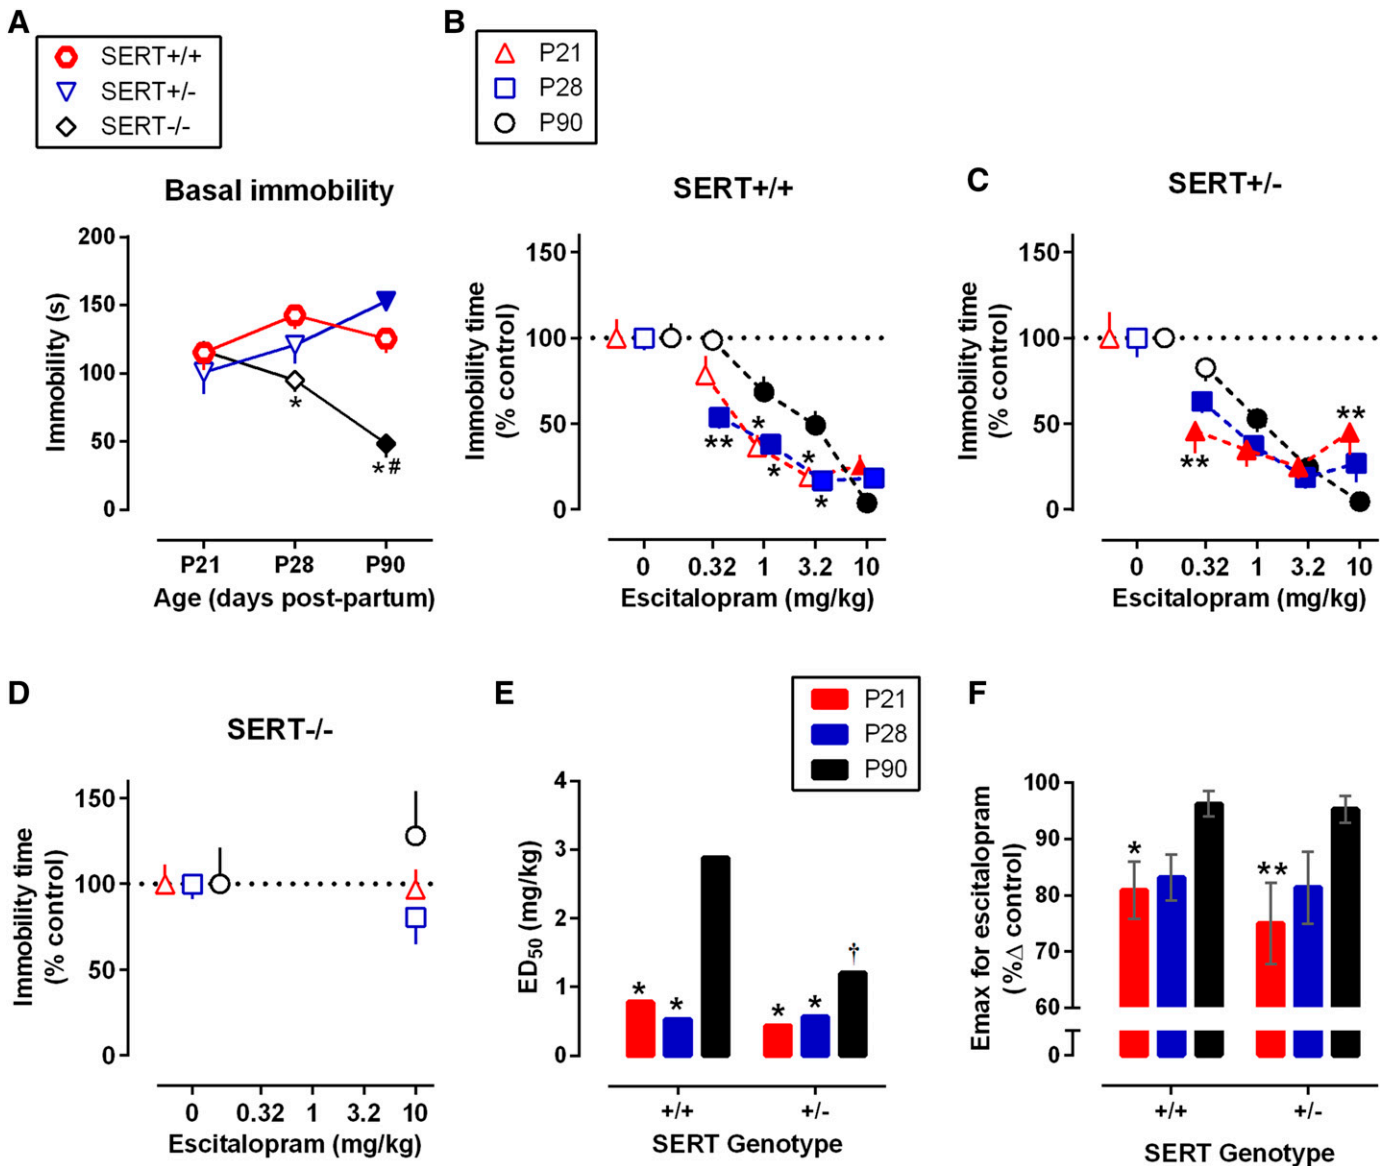 A
SERT+/+
SERT+/-
SERT-/-
B
P21
P28
P90
Basal immobility
Immobility (s)
200
150
100
50
0
*
*#
P21 P28 P90
Age (days post-partum)
SERT+/+
Immobility time
(% control)
150
100
50
0
**
*
*
*
*
0 0.32 1 3.2 10
Escitalopram (mg/kg)
C
SERT+/-
Immobility time
(% control)
150
100
50
0
**
**
0 0.32 1 3.2 10
Escitalopram (mg/kg)
D
SERT-/-
Immobility time
(% control)
150
100
50
0
0 0.32 1 3.2 10
Escitalopram (mg/kg)
E
P21
P28
P90
ED50 (mg/kg)
4
3
2
1
0
* * * * †
+/+ +/-
SERT Genotype
F
Emax for escitalopram
(%Δ control)
100
90
80
70
60
0
* **
+/+ +/-
SERT Genotype